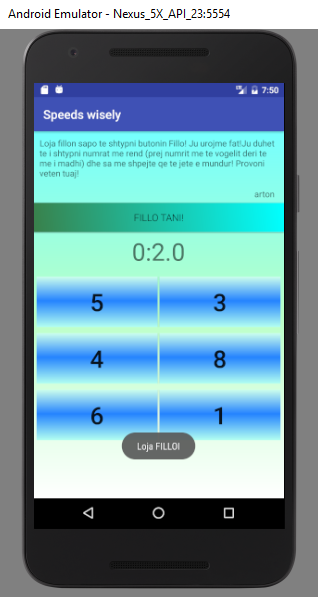 Android Emulator - Nexus_5X_API_23:5554
7:50
Speeds wisely
Loja fillon sapo te shtypni butonin Fillo! Ju urojme fat!Ju duhet
te i shtypni numrat me rend (prej numrit me te vogelit deri te
me i madhi) dhe sa me shpejte qe te jete e mundur! Provoni
veten tuaj!
arton
FILLO TANI!
0:2.0
5 3
4 8
6 1
Loja FILLOI!